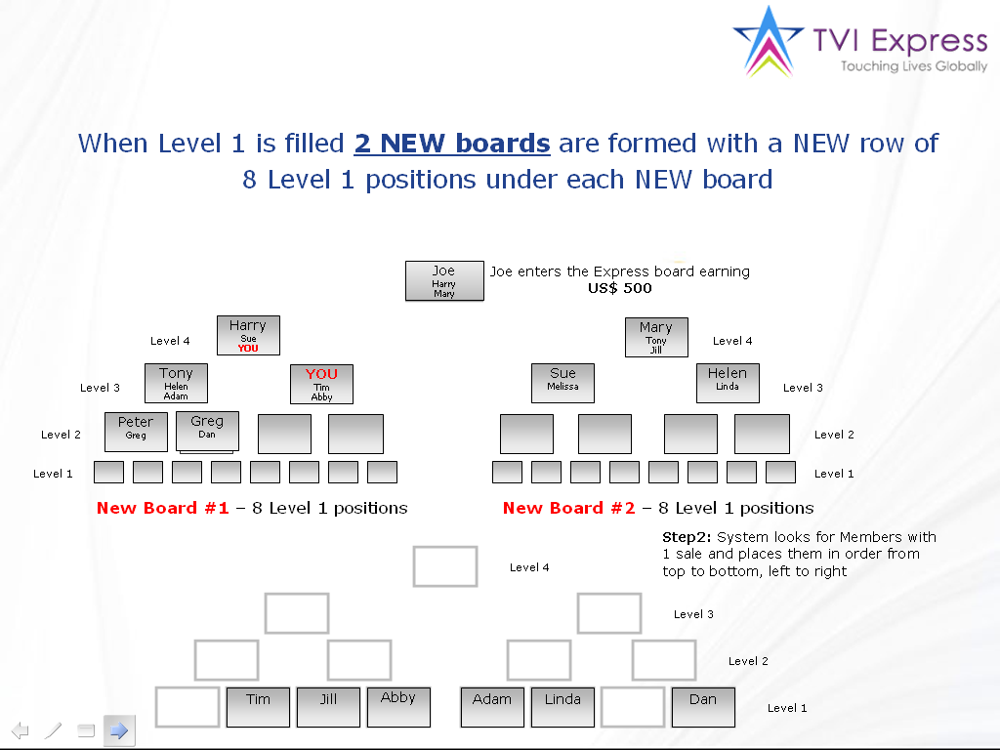 TVI Express
Touching Lives Globally
When Level 1 is filled 2 NEW boards are formed with a NEW row of
8 Level 1 positions under each NEW board
Joe
Harry
Mary
Joe enters the Express board earning
US$ 500
Level 4
Harry
Sue
YOU
Mary
Tony
Jill
Level 4
Level 3
Tony
Helen
Adam
YOU
Tim
Abby
Sue
Melissa
Helen
Linda
Level 3
Level 2
Peter
Greg
Greg
Dan
Level 2
Level 1
Level 1
New Board #1 – 8 Level 1 positions
New Board #2 – 8 Level 1 positions
Step2: System looks for Members with
1 sale and places them in order from
top to bottom, left to right
Level 4
Level 3
Level 2
Tim
Jill
Abby
Adam
Linda
Dan
Level 1